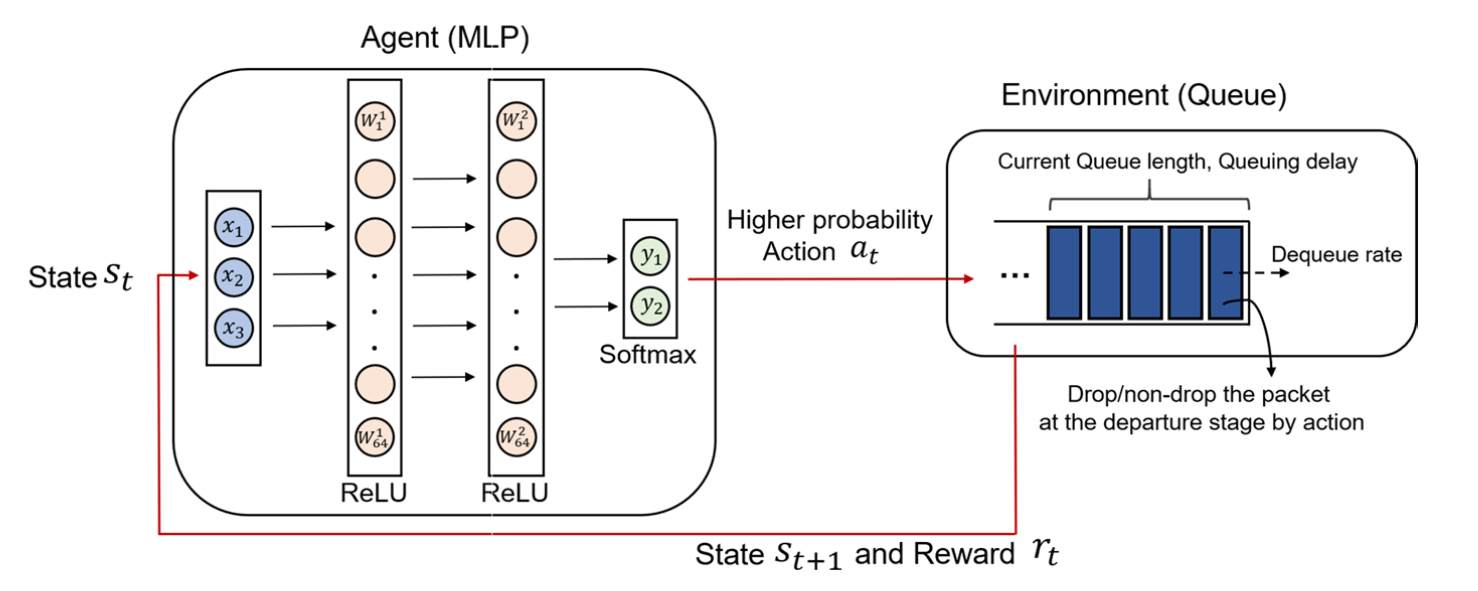 Agent (MLP)
Environment (Queue)
Current Queue length, Queuing delay
W₁¹
W₁²
x₁
x₂
x₃
State sₜ
y₁
y₂
Softmax
Higher probability
Action aₜ
...
Dequeue rate
Drop/non-drop the packet
at the departure stage by action
W₆₄¹
W₆₄²
ReLU
ReLU
State sₜ₊₁ and Reward rₜ